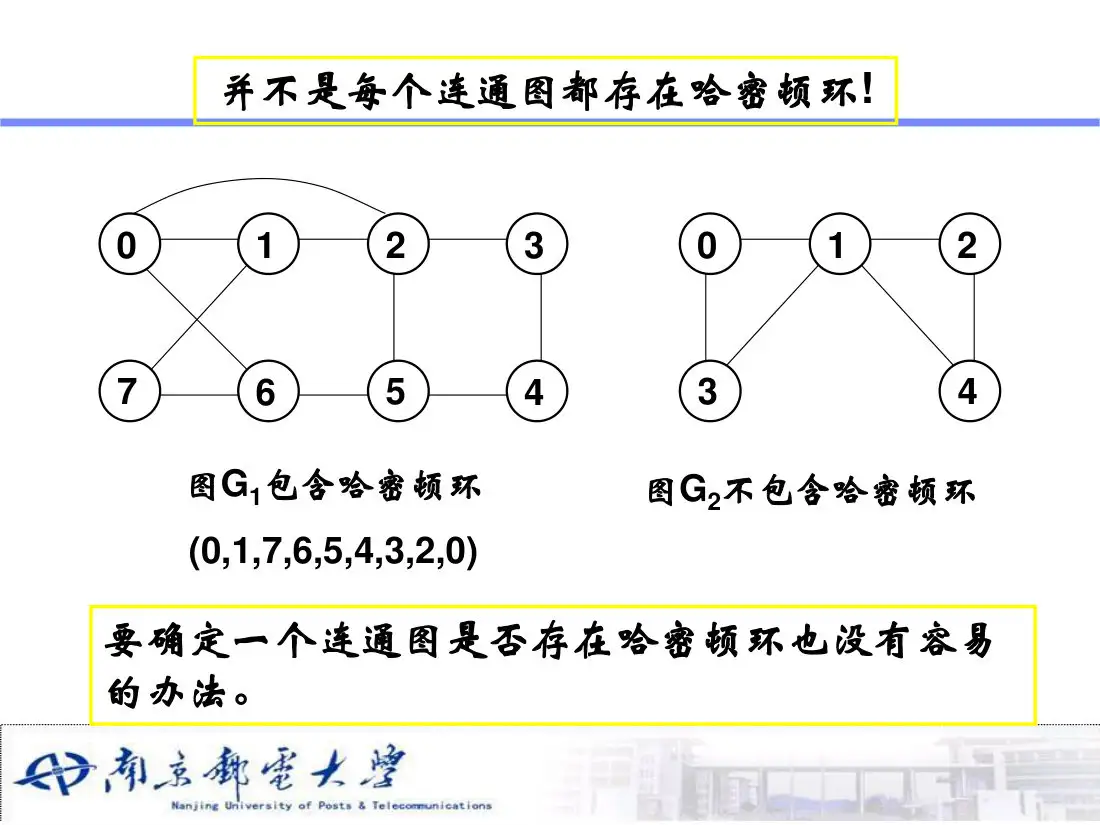 并不是每个连通图都存在哈密顿环!
0 1 2 3 0 1 2
7 6 5 4 3 4
图G1包含哈密顿环
图G2不包含哈密顿环
(0,1,7,6,5,4,3,2,0)
要确定一个连通图是否存在哈密顿环也没有容易
的办法。
南京郵電大學
Nanjing University of Posts & Telecommunications